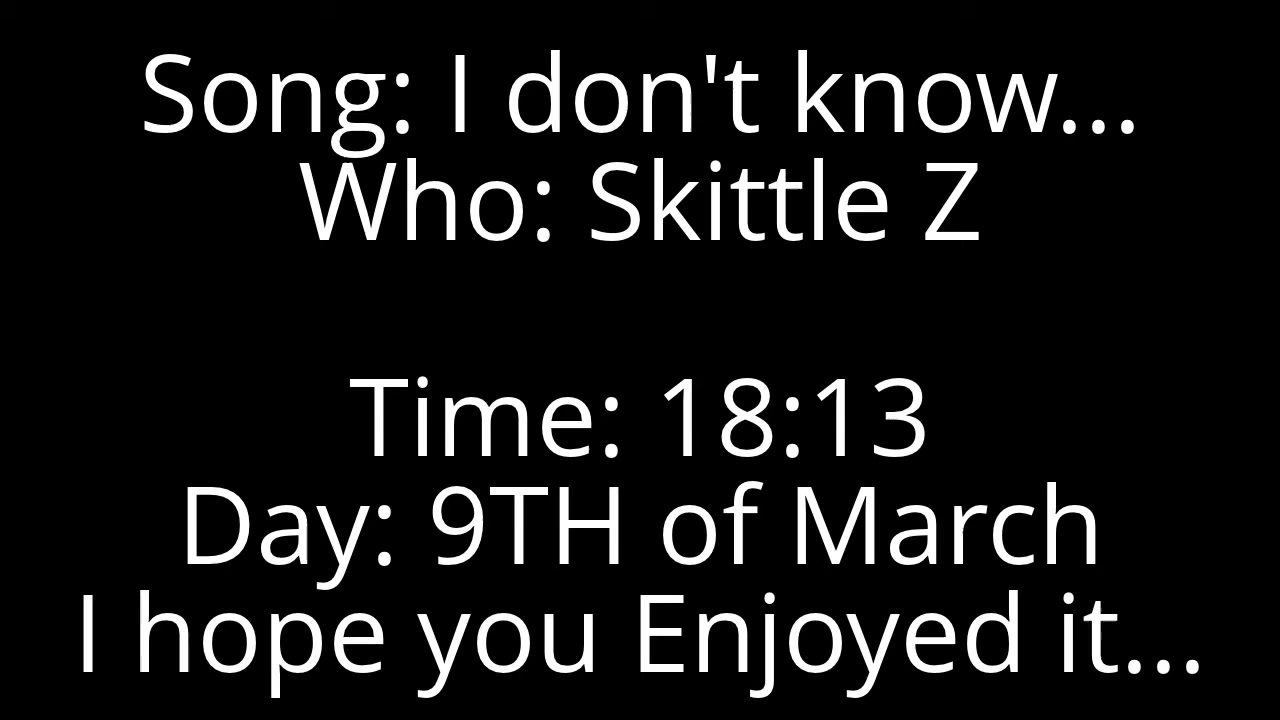 Song: I don't know...
Who: Skittle Z
Time: 18:13
Day: 9TH of March
I hope you Enjoyed it...